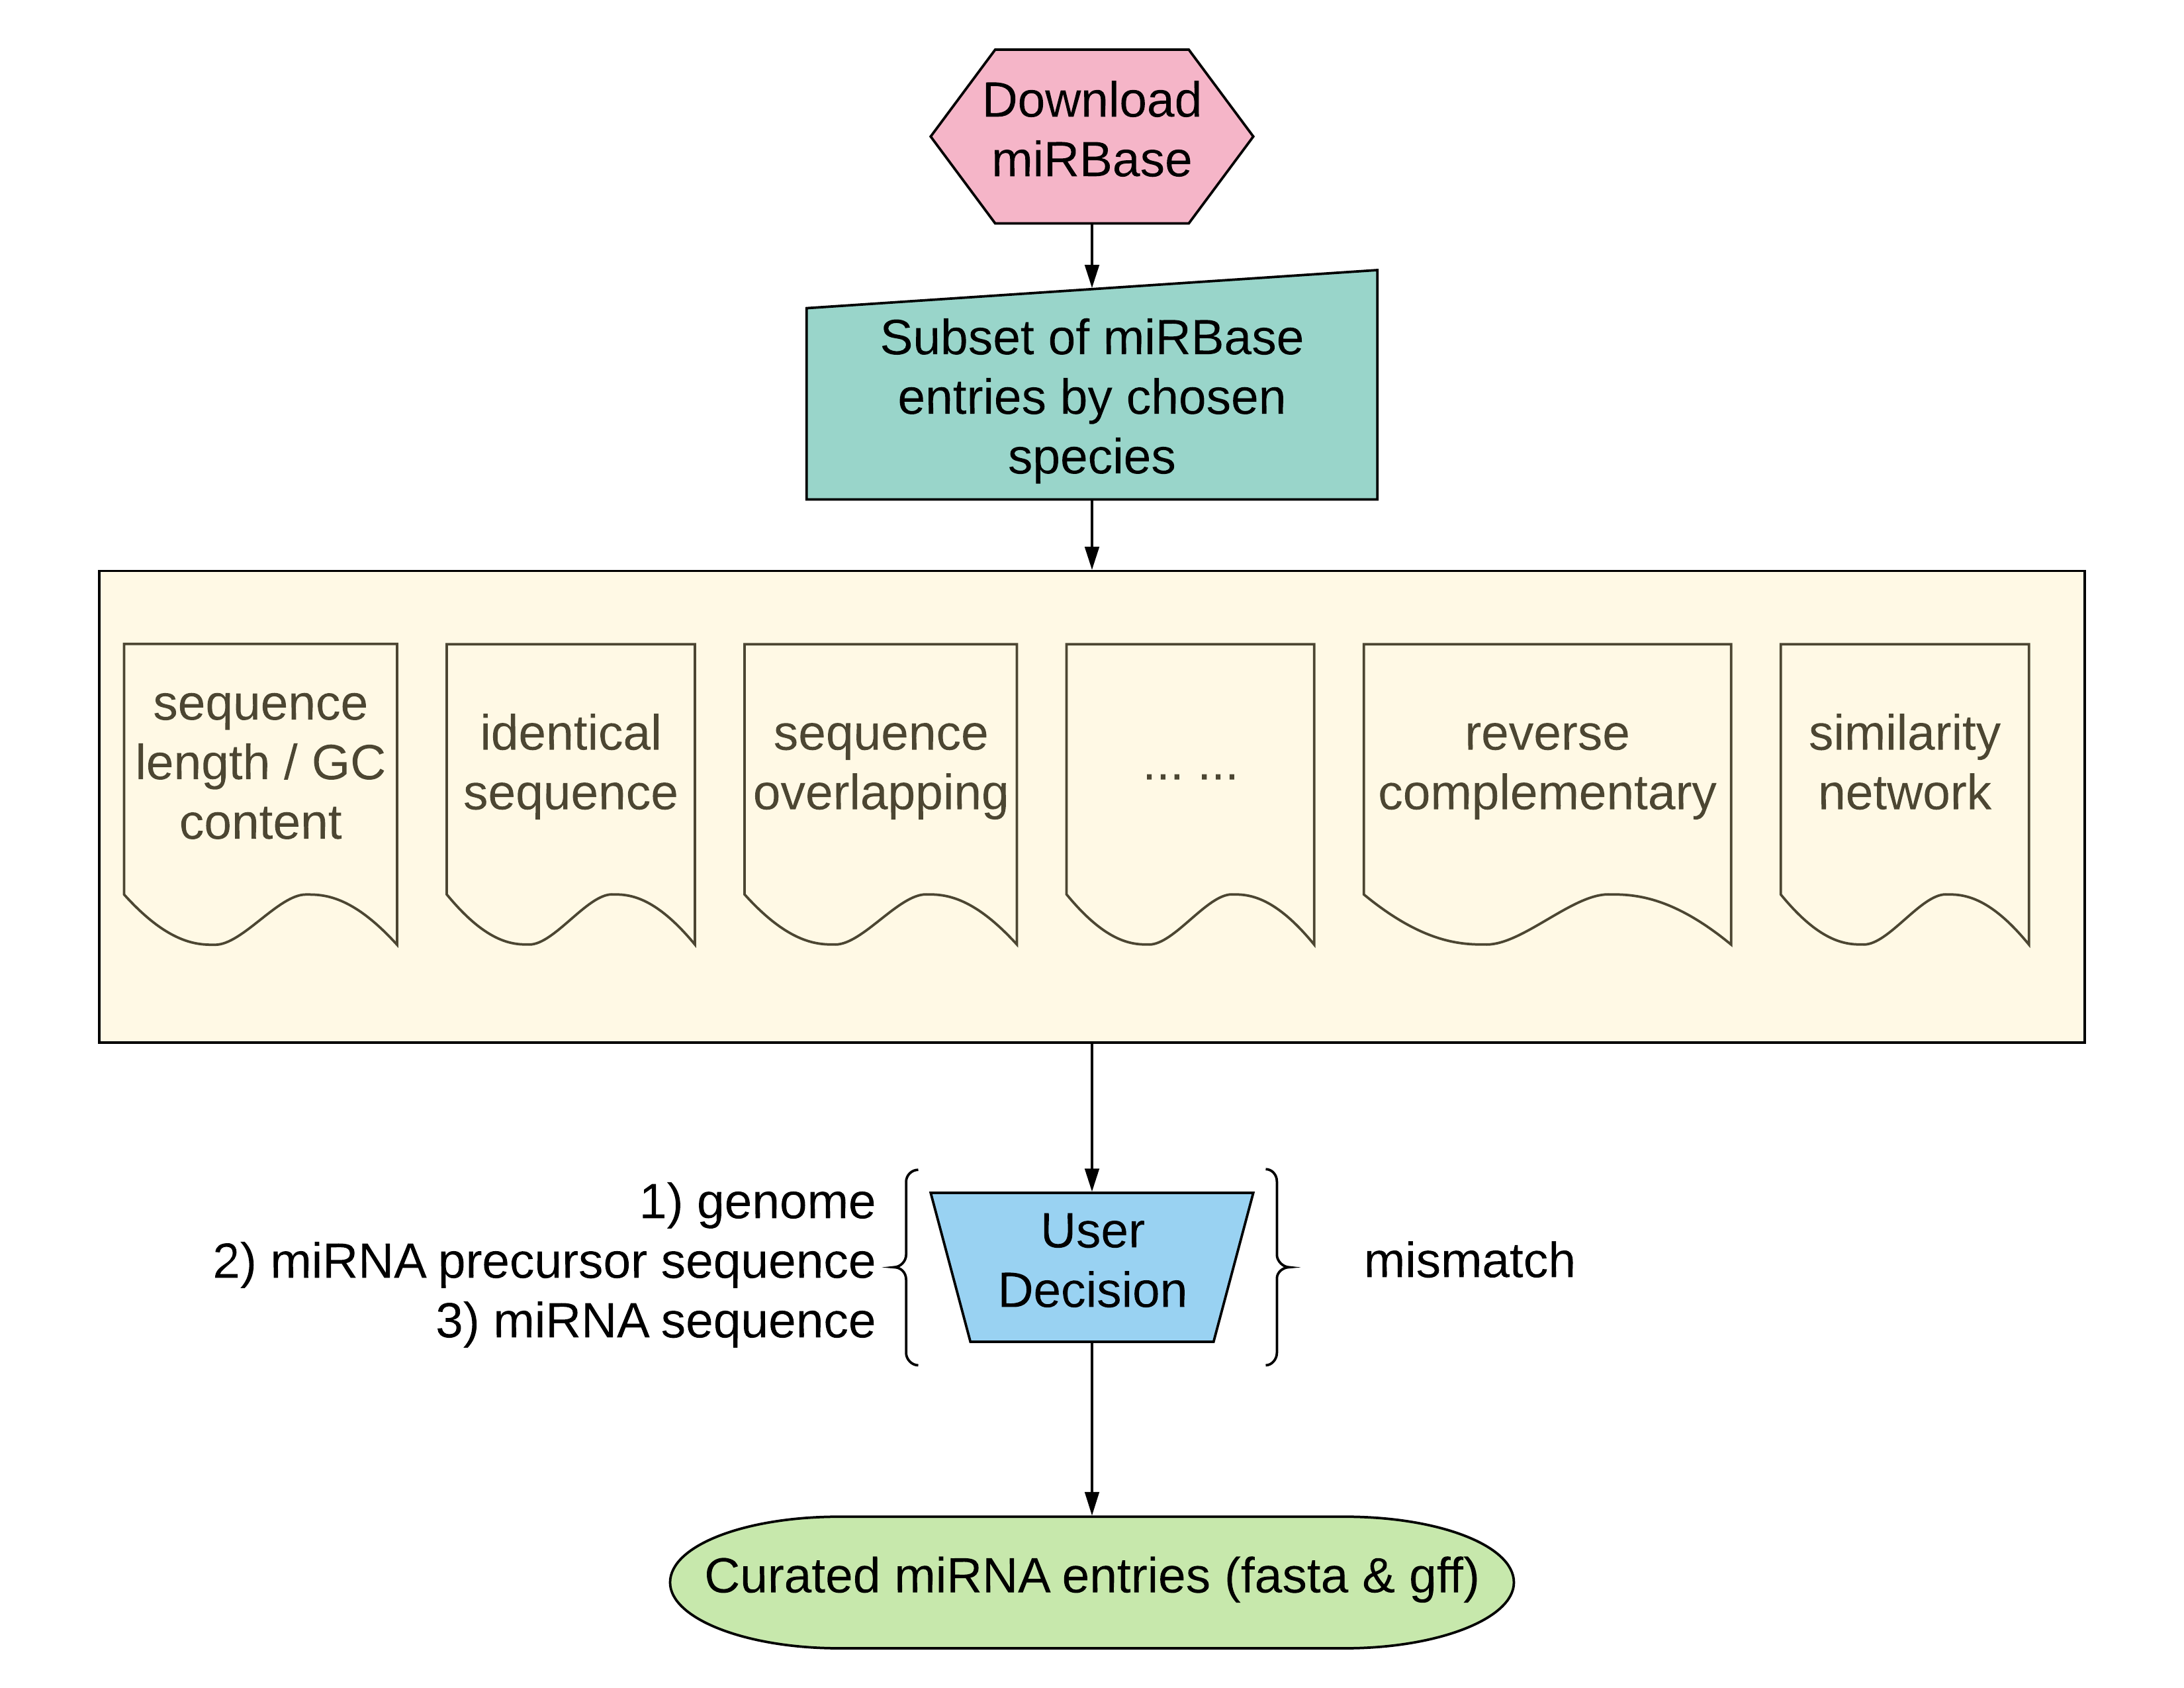 Download
miRBase
Subset of miRBase
entries by chosen
species
sequence
length / GC
content
identical
sequence
sequence
overlapping
... ...
reverse
complementary
similarity
network
1) genome
2) miRNA precursor sequence
3) miRNA sequence
User
Decision
mismatch
Curated miRNA entries (fasta & gff)